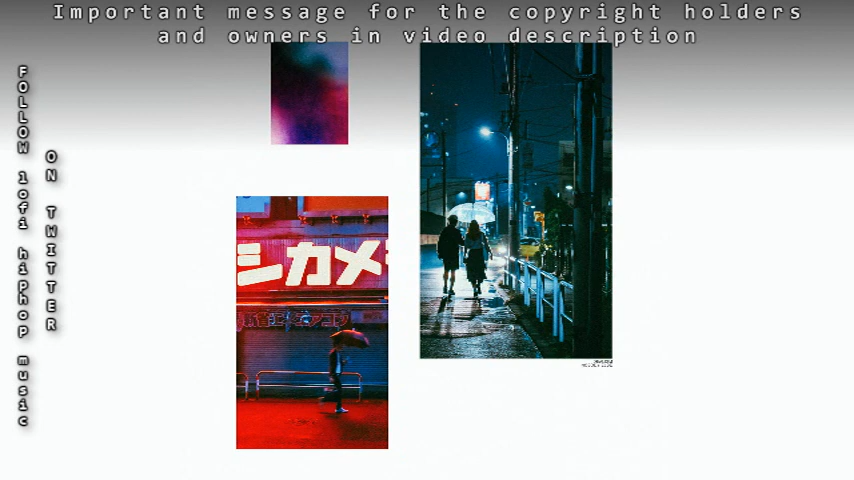 Important message for the copyright holders
and owners in video description
FOLLOW lofi hiphop music
ON TWITTER
シカメ